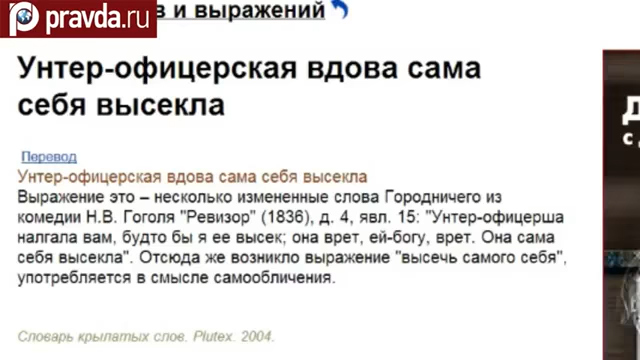 pravda.ru
в и выражений
Унтер-офицерская вдова сама
себя высекла
Перевод
Унтер-офицерская вдова сама себя высекла
Выражение это – несколько измененные слова Городничего из
комедии Н.В. Гоголя "Ревизор" (1836), д. 4, явл. 15: "Унтер-офицерша
налгала вам, будто бы я ее высек; она врет, ей-богу, врет. Она сама
себя высекла". Отсюда же возникло выражение "высечь самого себя",
употребляется в смысле самообличения.
Словарь крылатых слов. Plutex. 2004.